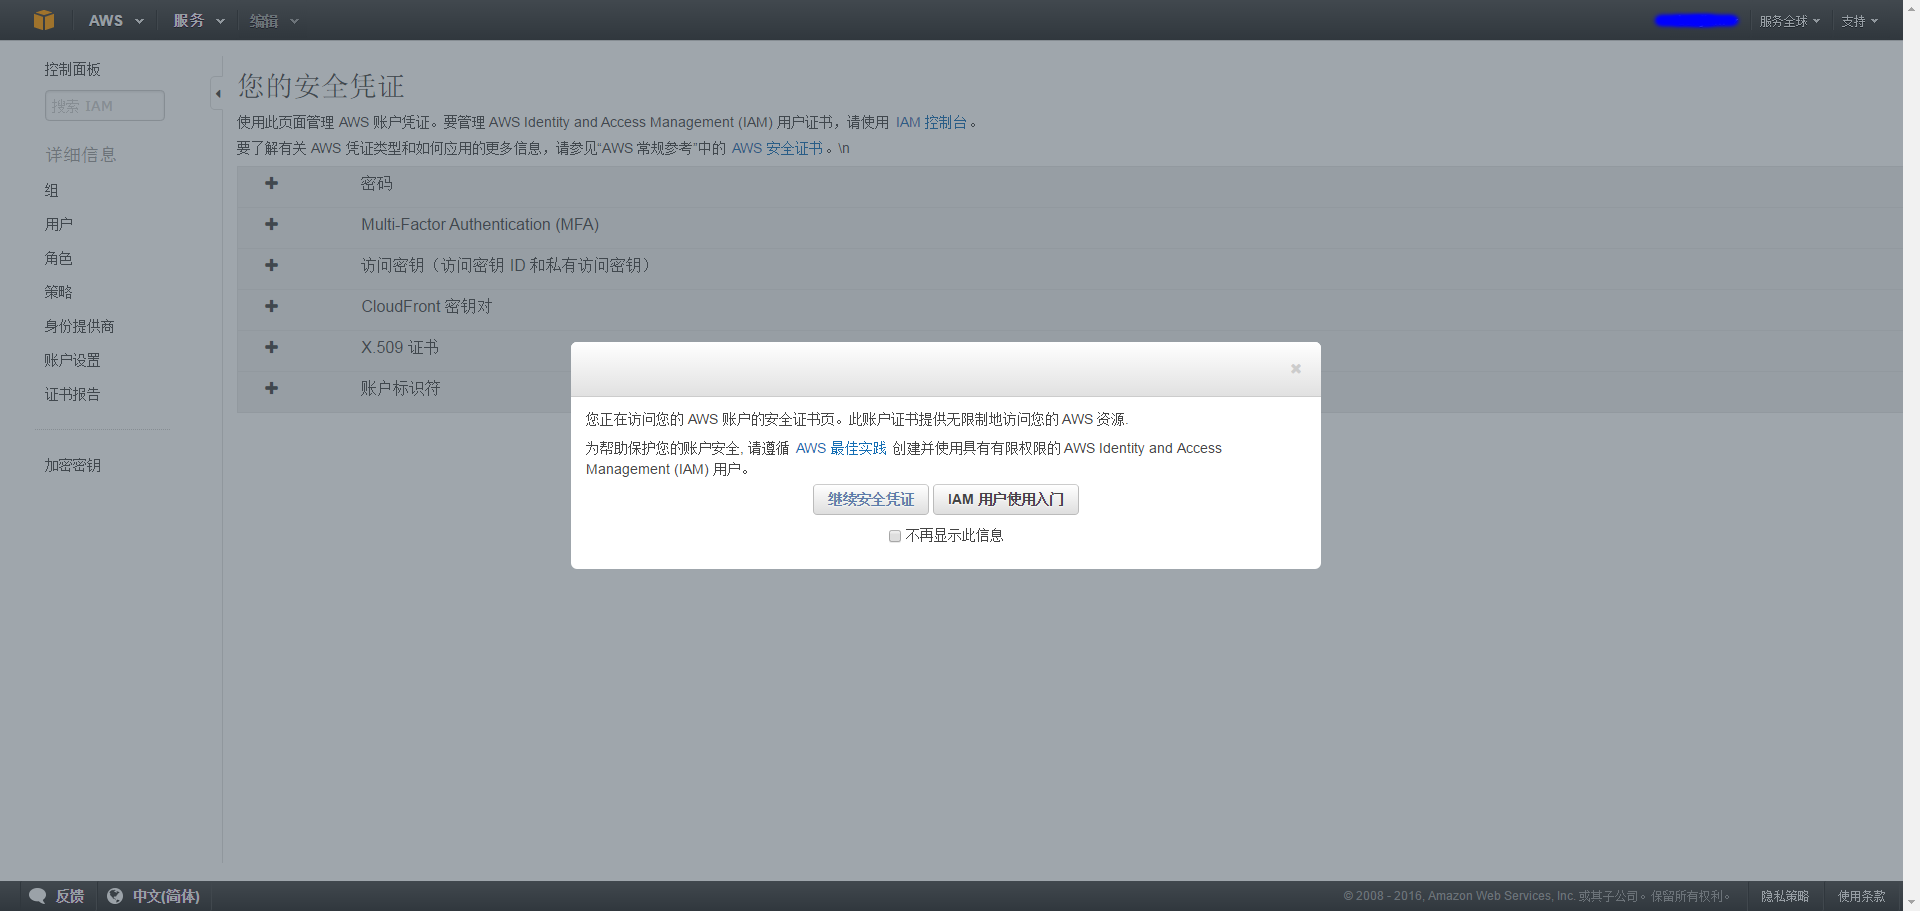 AWS 服务 编辑 服务全球 支持
控制面板
搜索 IAM
详细信息
组
用户
角色
策略
身份提供商
账户设置
证书报告
加密密钥
您的安全凭证
使用此页面管理 AWS 账户凭证。要管理 AWS Identity and Access Management (IAM) 用户证书，请使用 IAM 控制台 。
要了解有关 AWS 凭证类型和如何应用的更多信息，请参见“AWS 常规参考”中的 AWS 安全证书 。\n
密码
Multi-Factor Authentication (MFA)
访问密钥（访问密钥 ID 和私有访问密钥）
CloudFront 密钥对
X.509 证书
账户标识符
您正在访问您的 AWS 账户的安全证书页。此账户证书提供无限制地访问您的 AWS 资源.
为帮助保护您的账户安全, 请遵循 AWS 最佳实践 创建并使用具有有限权限的 AWS Identity and Access
Management (IAM) 用户。
继续安全凭证 IAM 用户使用入门
不再显示此信息
反馈 中文(简体) © 2008 - 2016, Amazon Web Services, Inc. 或其子公司。保留所有权利。 隐私策略 使用条款